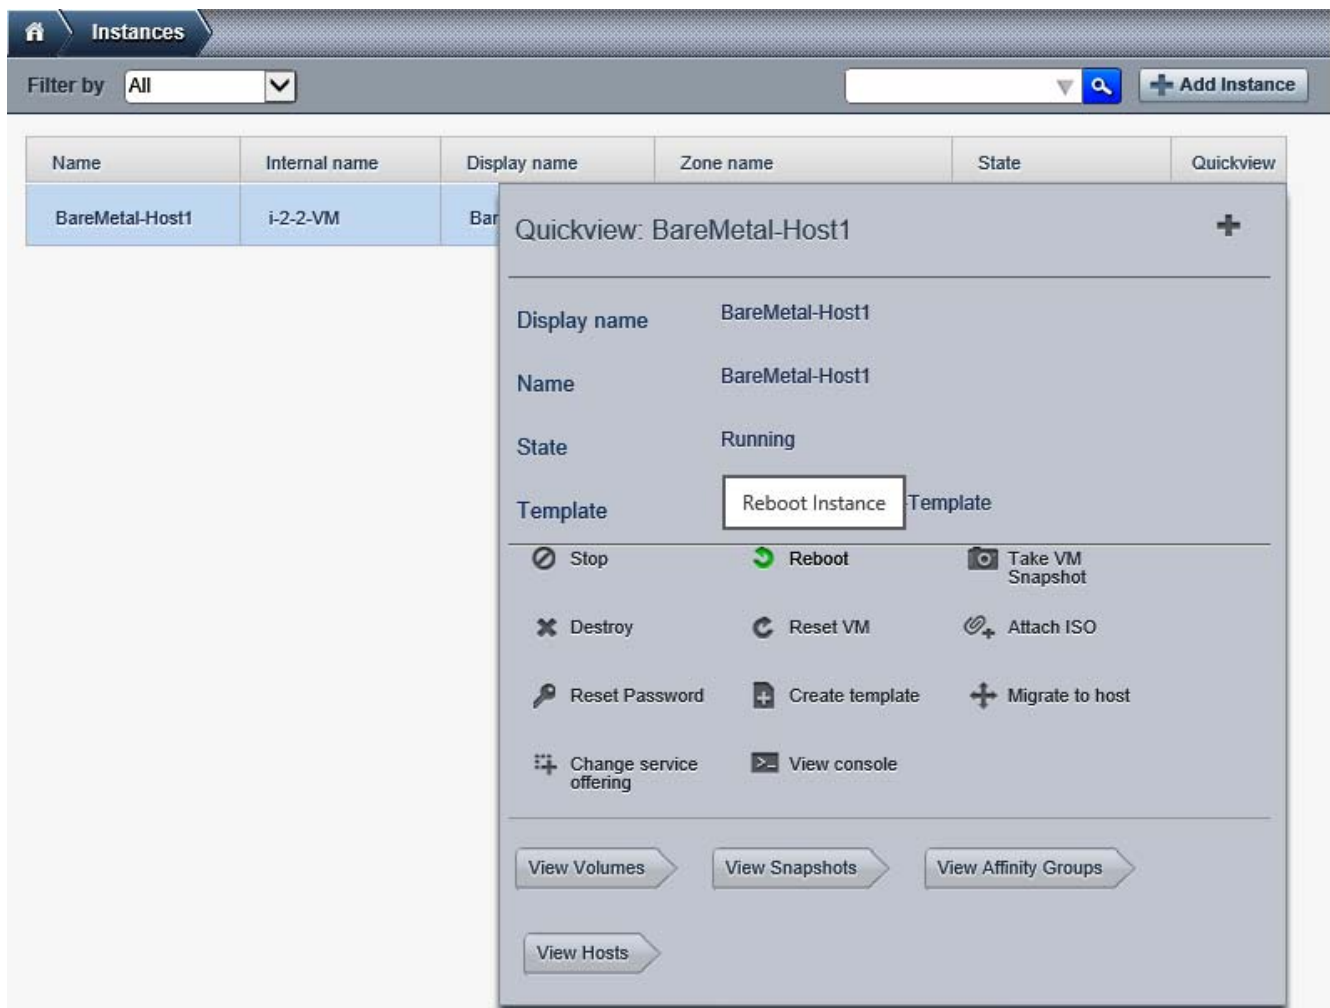 Instances
Filter by All Add Instance
Name Internal name Display name Zone name State Quickview
BareMetal-Host1 i-2-2-VM Bar
Quickview: BareMetal-Host1
Display name BareMetal-Host1
Name BareMetal-Host1
State Running
Template Reboot Instance -Template
Stop Reboot Take VM
Snapshot
Destroy Reset VM Attach ISO
Reset Password Create template Migrate to host
Change service View console
offering
View Volumes View Snapshots View Affinity Groups
View Hosts